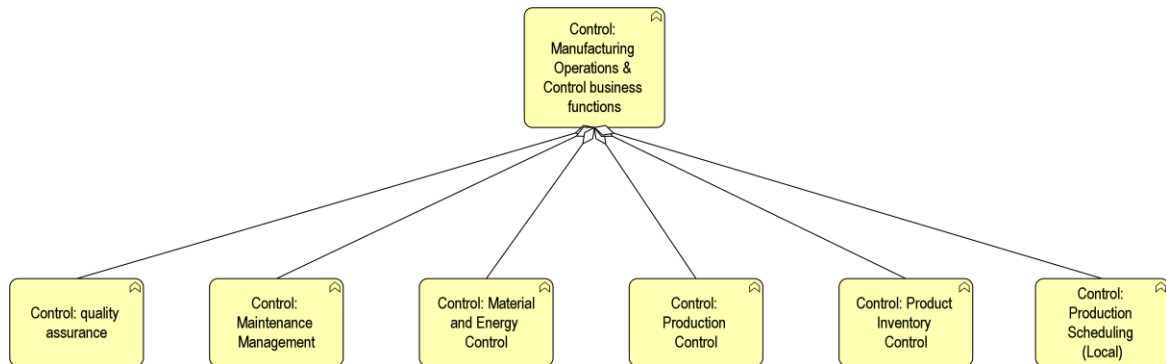 Control:
Manufacturing
Operations &
Control business
functions
Control: quality
assurance
Control:
Maintenance
Management
Control: Material
and Energy
Control
Control:
Production
Control
Control: Product
Inventory
Control
Control:
Production
Scheduling
(Local)